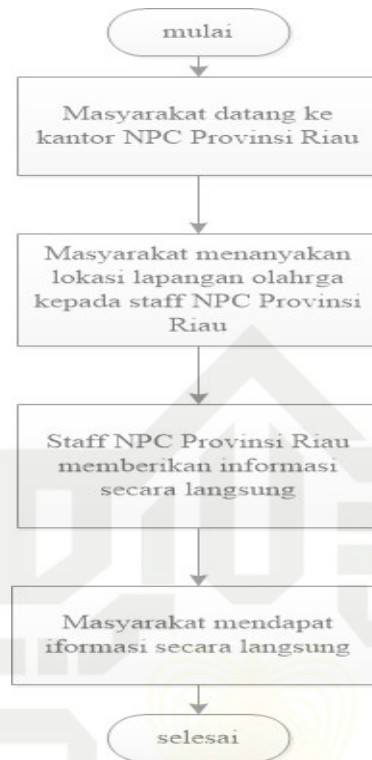 mulai
Masyarakat datang ke
kantor NPC Provinsi Riau
Masyarakat menanyakan
lokasi lapangan olahrga
kepada staff NPC Provinsi
Riau
Staff NPC Provinsi Riau
memberikan informasi
secara langsung
Masyarakat mendapat
iformasi secara langsung
selesai